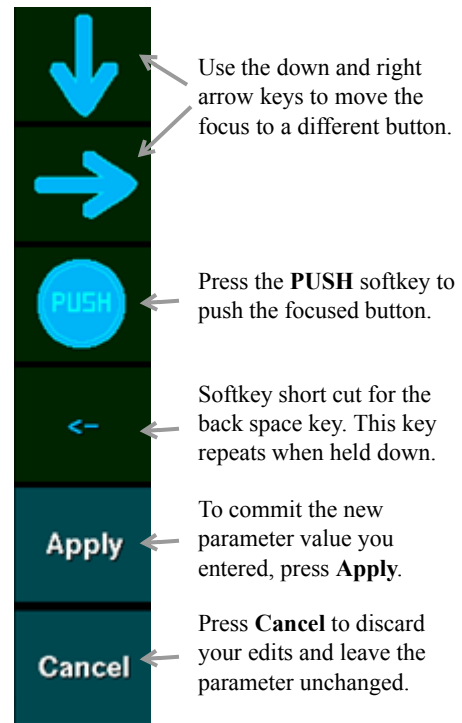 Use the down and right
arrow keys to move the
focus to a different button.
PUSH
Press the PUSH softkey to
push the focused button.
<-
Softkey short cut for the
back space key. This key
repeats when held down.
Apply
To commit the new
parameter value you
entered, press Apply.
Cancel
Press Cancel to discard
your edits and leave the
parameter unchanged.